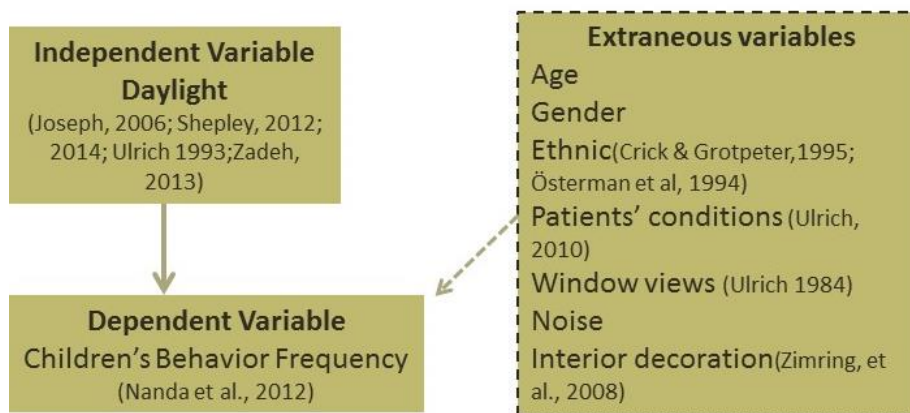 Independent Variable
Daylight
(Joseph, 2006; Shepley, 2012;
2014; Ulrich 1993;Zadeh,
2013)
Dependent Variable
Children's Behavior Frequency
(Nanda et al., 2012)
Extraneous variables
Age
Gender
Ethnic(Crick & Grotpeter,1995;
Österman et al, 1994)
Patients' conditions (Ulrich,
2010)
Window views (Ulrich 1984)
Noise
Interior decoration(Zimring, et
al., 2008)